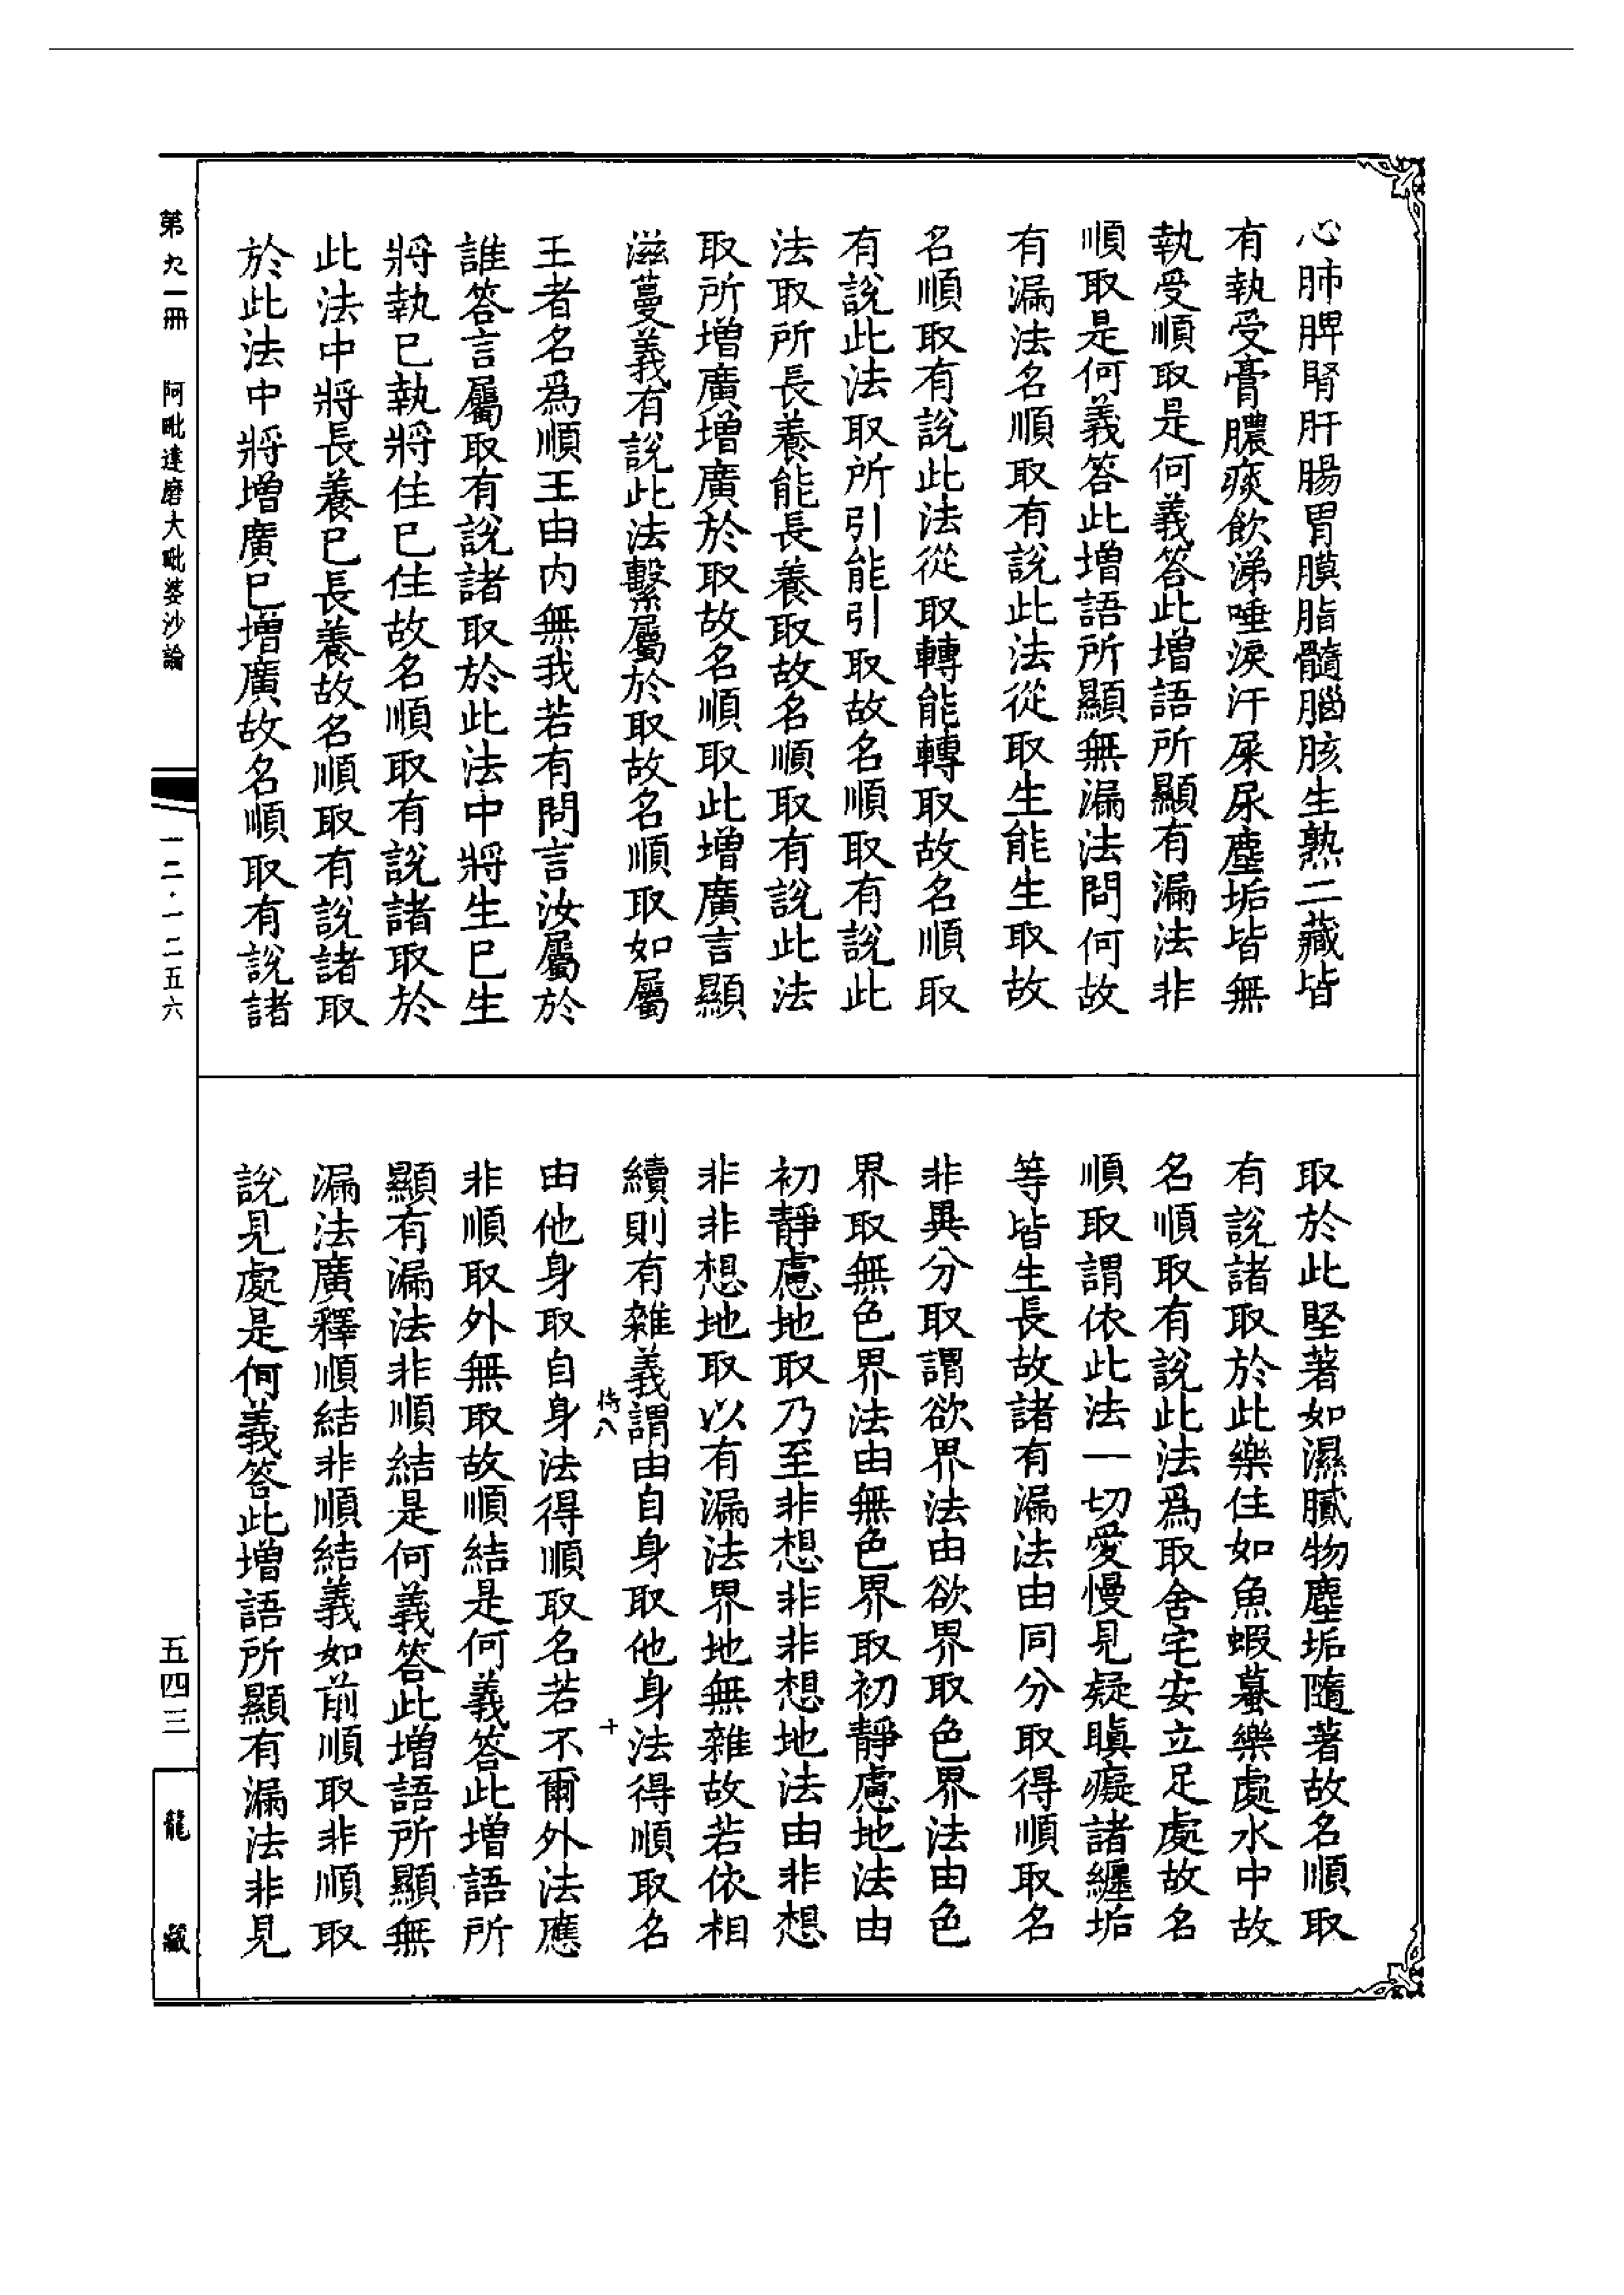 心肺脾腎肝腸胃膜脂髓腦胲生熟二藏皆
有執受膏膿痰飲涕唾淚汗屎尿塵垢皆無
執受順取是何義答此增語所顯有漏法非
順取是何義答此增語所顯無漏法問何故
有漏法名順取有說此法從取生能生取故
名順取有說此法從取轉能轉取故名順取
有說此法取所引能引取故名順取有說此
法取所長養能長養取故名順取有說此法
取所增廣增廣於取故名順取此增廣言顯
滋蔓義有說此法繫屬於取故名順取如屬
王者名爲順王由內無我若有問言汝屬於
誰答言屬取有說諸取於此法中將生已生
將執已執將住已住故名順取有說諸取於
此法中將長養已長養故名順取有說諸取
於此法中將增廣已增廣故名順取有說諸
取於此堅著如濕膩物塵垢隨著故名順取
有說諸取於此樂住如魚蝦蟇樂處水中故
名順取有說此法爲取舍宅安立足處故名
順取謂依此法一切愛慢見疑瞋癡諸纏垢
等皆生長故諸有漏法由同分取得順取名
非異分取謂欲界法由欲界取色界法由色
界取無色界法由無色界取初靜慮地法由
初靜慮地取乃至非想非非想地法由非想
非非想地取以有漏法界地無雜故若依相
續則有雜義謂由自身取他身法得順取名
由他身取自身法得順取名若不爾外法應
非順取外無取故順結是何義答此增語所
顯有漏法非順結是何義答此增語所顯無
漏法廣釋順結非順結義如前順取非順取
說見處是何義答此增語所顯有漏法非見
恃八
十
第九一冊 阿毗達磨大毗婆沙論
一二·一二五六
五四三
龍藏